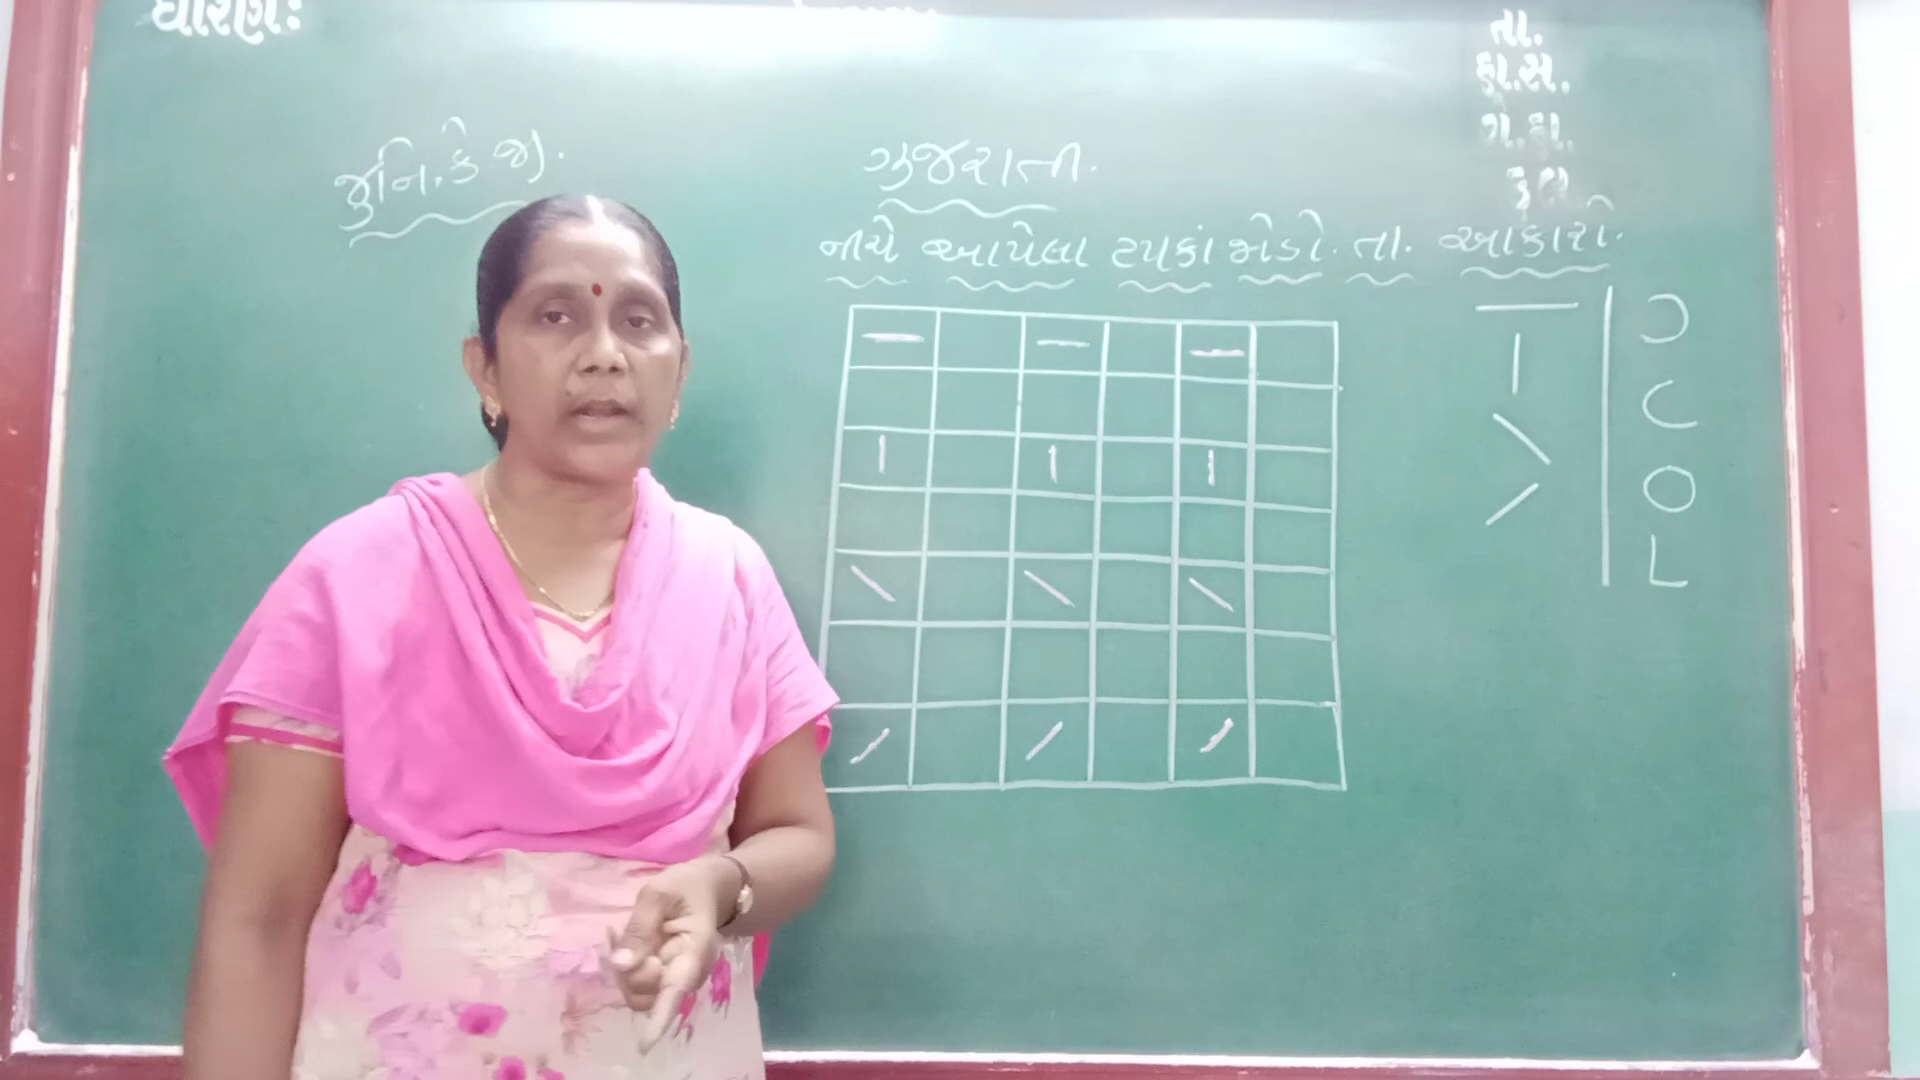 ધોરણ:
તા.
હા.સ.
ગ.હા.
કુલ
જુનિ.કે જી.
ગુજરાતી.
નીચે આપેલા ટપકાં જોડો. તા. આકારો.